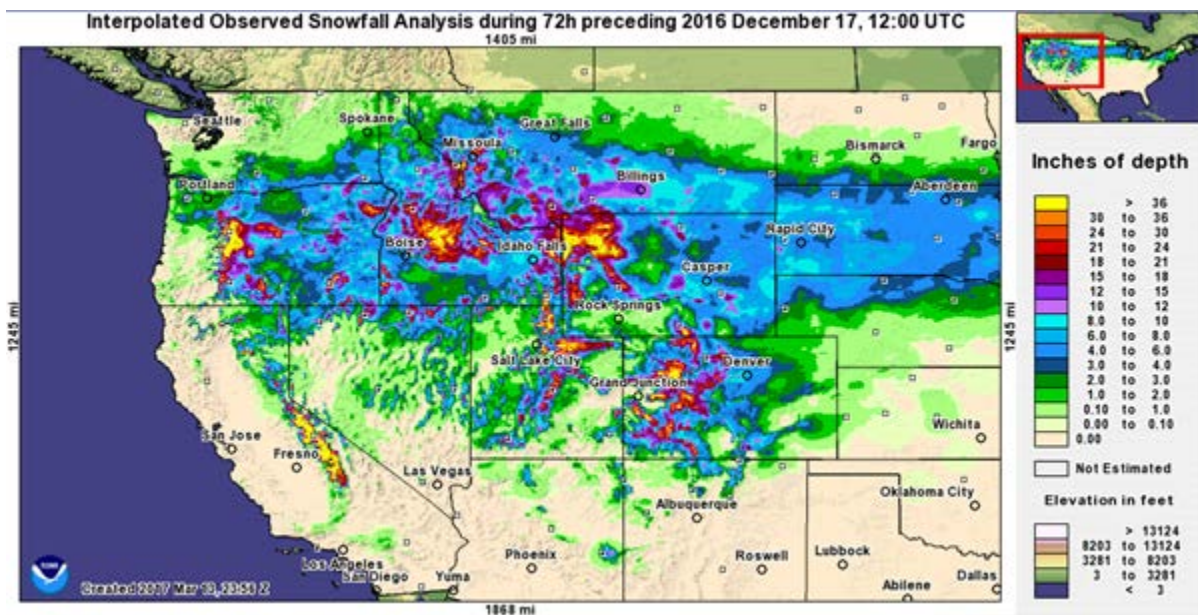 Interpolated Observed Snowfall Analysis during 72h preceding 2016 December 17, 12:00 UTC
1405 mi
Seattle
Spokane
Great Falls
Missoula
Bismarck
Fargo
Portland
Billings
Aberdeen
Boise
Idaho Falls
Rapid City
Casper
Rock Springs
1245 mi
1245 mi
Salt Lake City
Denver
Grand Junction
San Jose
Fresno
Las Vegas
Wichita
Albuquerque
Oklahoma City
Los Angeles
Phoenix
Roswell
Lubbock
San Diego
Yuma
Abilene
Dallas
Created 2017 Mar 13, 23:56 Z
1868 mi
Inches of depth
> 36
30 to 36
24 to 30
21 to 24
18 to 21
15 to 18
12 to 15
10 to 12
8.0 to 10
6.0 to 8.0
4.0 to 6.0
3.0 to 4.0
2.0 to 3.0
1.0 to 2.0
0.10 to 1.0
0.00 to 0.10
0.00
Not Estimated
Elevation in feet
> 13124
8203 to 13124
3281 to 8203
3 to 3281
< 3